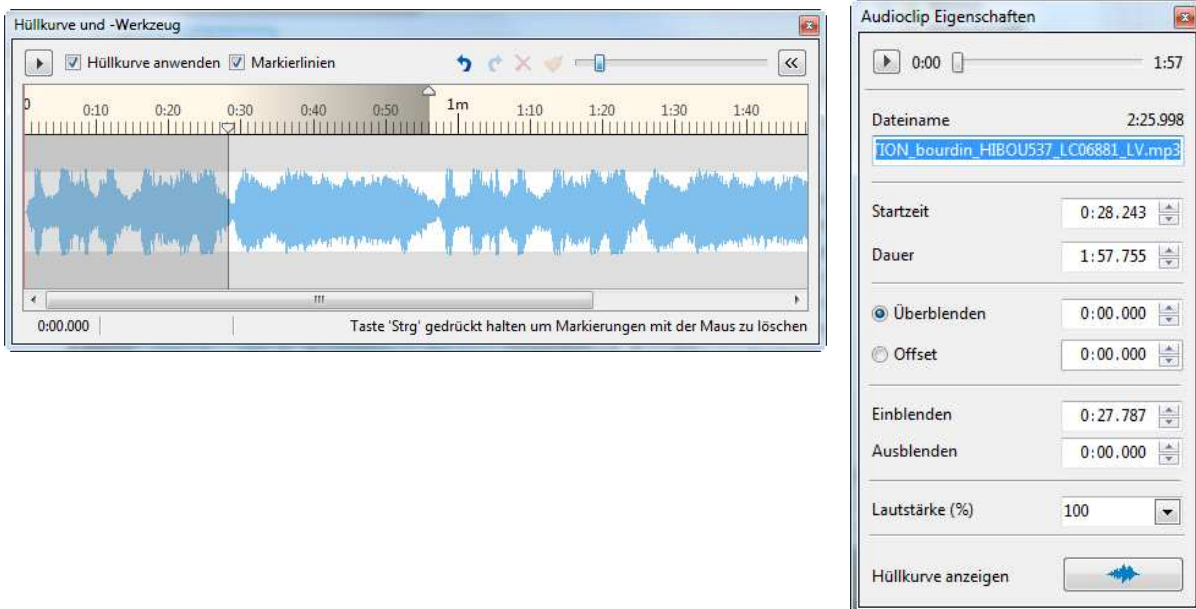 Hüllkurve und -Werkzeug
Hüllkurve anwenden Markierlinien
0 0:10 0:20 0:30 0:40 0:50 1m 1:10 1:20 1:30 1:40
0:00.000 Taste 'Strg' gedrückt halten um Markierungen mit der Maus zu löschen
Audioclip Eigenschaften
0:00 1:57
Dateiname 2:25.998
TION_bourdin_HIBOU537_LC06881_LV.mp3
Startzeit 0:28.243
Dauer 1:57.755
Überblenden 0:00.000
Offset 0:00.000
Einblenden 0:27.787
Ausblenden 0:00.000
Lautstärke (%) 100
Hüllkurve anzeigen